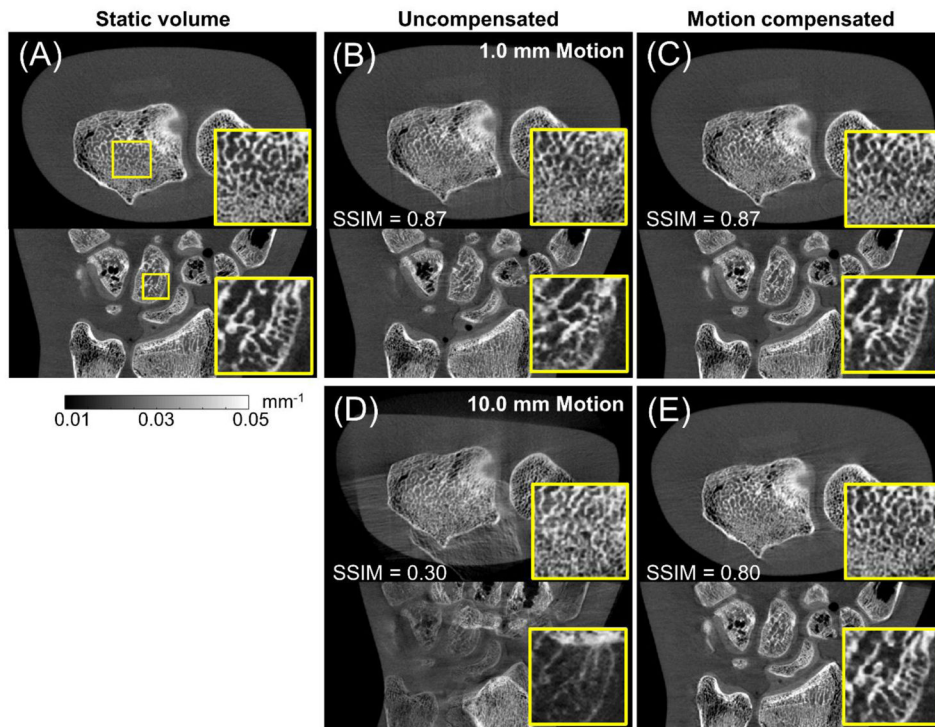 Static volume
Uncompensated
Motion compensated
(A)
(B)
1.0 mm Motion
(C)
SSIM = 0.87
SSIM = 0.87
mm-1
0.01 0.03 0.05
(D)
10.0 mm Motion
(E)
SSIM = 0.30
SSIM = 0.80